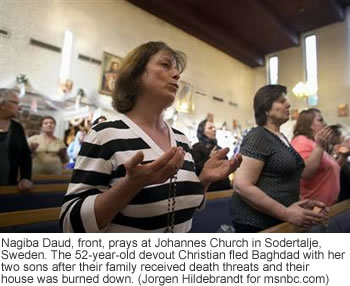 Nagiba Daud, front, prays at Johannes Church in Sodertalje,
Sweden. The 52-year-old devout Christian fled Baghdad with her
two sons after their family received death threats and their
house was burned down. (Jorgen Hildebrandt for msnbc.com)